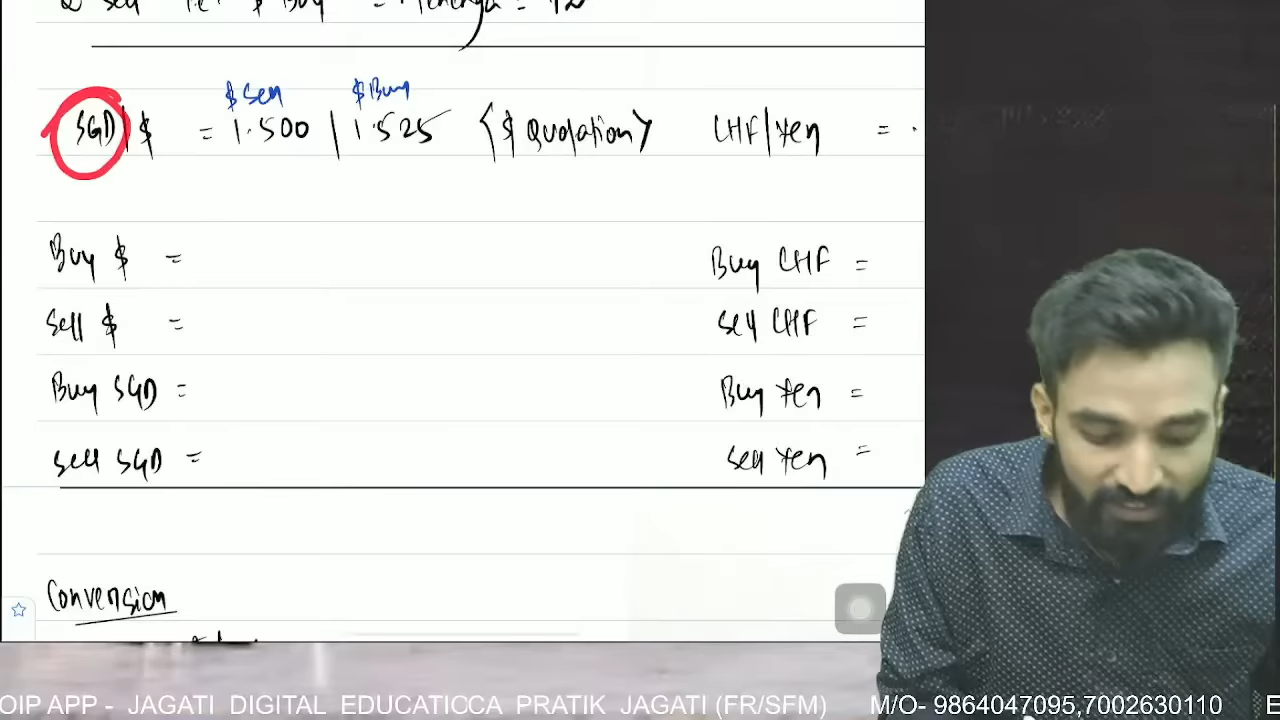 $ Sell $ Buy
SGD/$ = 1.500 | 1.525 {$ Quotation} CHF/Yen = .
Buy $ = Buy CHF =
Sell $ = Sell CHF =
Buy SGD = Buy Yen =
Sell SGD = Sell Yen =
Conversion
OIP APP - JAGATI DIGITAL EDUCATICCA PRATIK JAGATI (FR/SFM) M/O- 9864047095,7002630110 E